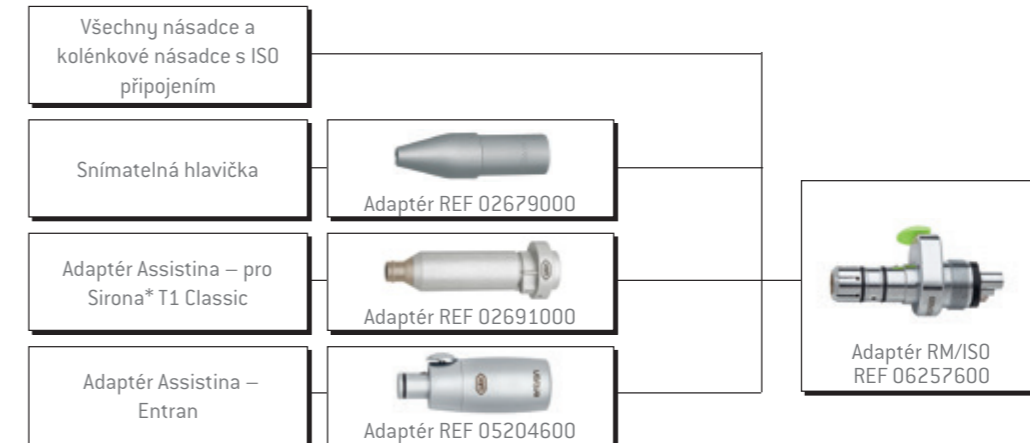 Všechny násadce a
kolénkové násadce s ISO
připojením
Snímatelná hlavička
Adaptér REF 02679000
Adaptér Assistina – pro
Sirona* T1 Classic
Adaptér REF 02691000
Adaptér RM/ISO
REF 06257600
Adaptér Assistina –
Entran
Adaptér REF 05204600